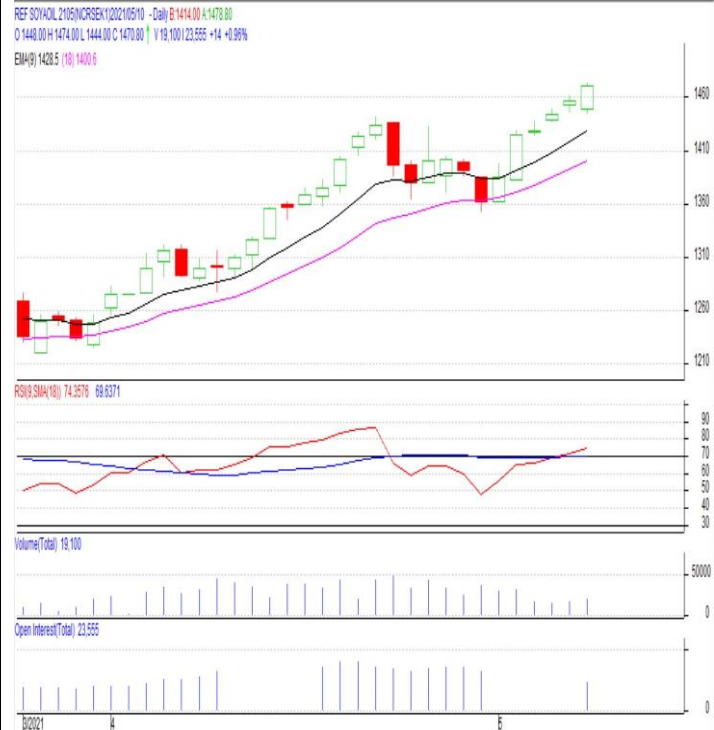 REF SOYAOIL 2105(NCRSEK1)2021/05/10 - Daily B:1414.00 A:1478.80
O 1448.00 H 1474.00 L 1444.00 C 1470.80 V 19,100 I 23,555 +14 +0.96%
EMA(9) 1428.5 (18) 1400.6
1460
1410
1360
1310
1260
1210
RSI(9,SMA(18)) 74.3576 69.6371
90
80
70
60
50
40
30
Volume(Total) 19,100
50000
0
Open Interest(Total) 23,555
0
3/2021 4 5